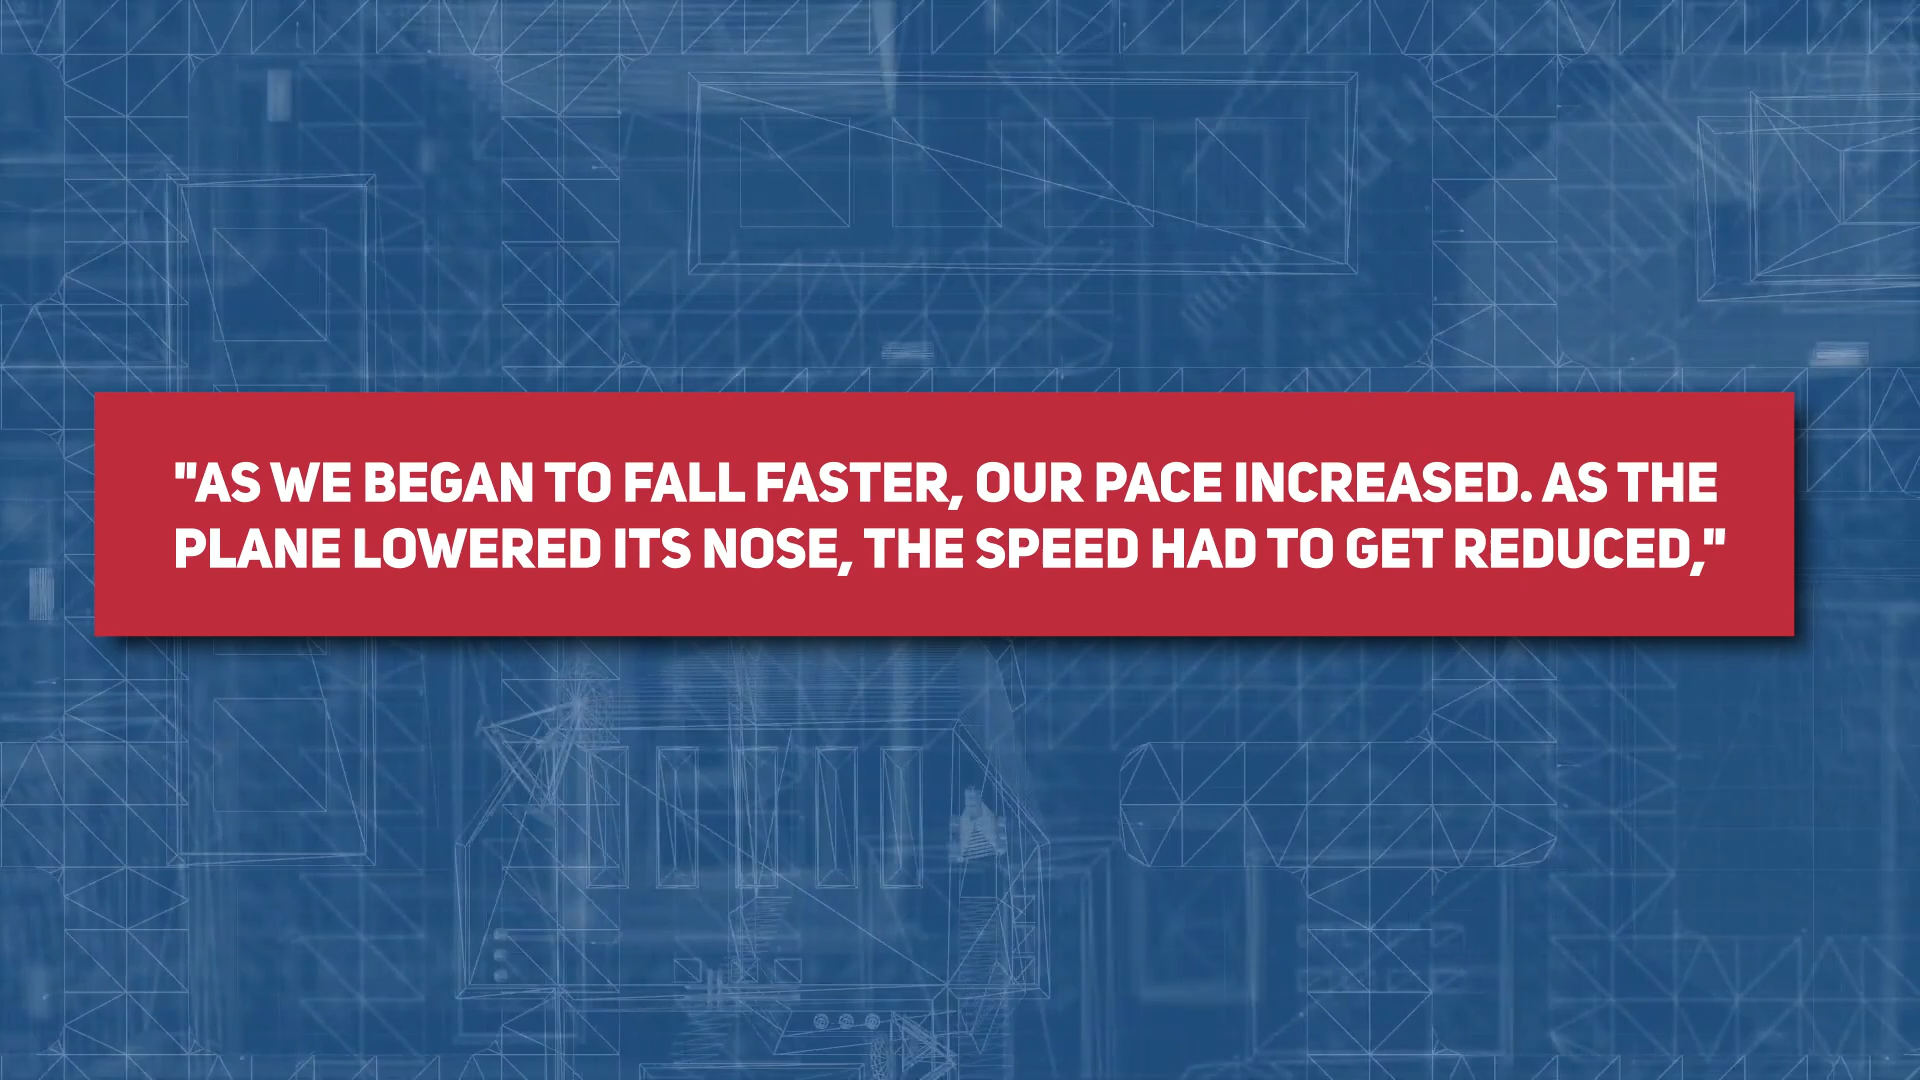 "AS WE BEGAN TO FALL FASTER, OUR PACE INCREASED. AS THE
PLANE LOWERED ITS NOSE, THE SPEED HAD TO GET REDUCED,"